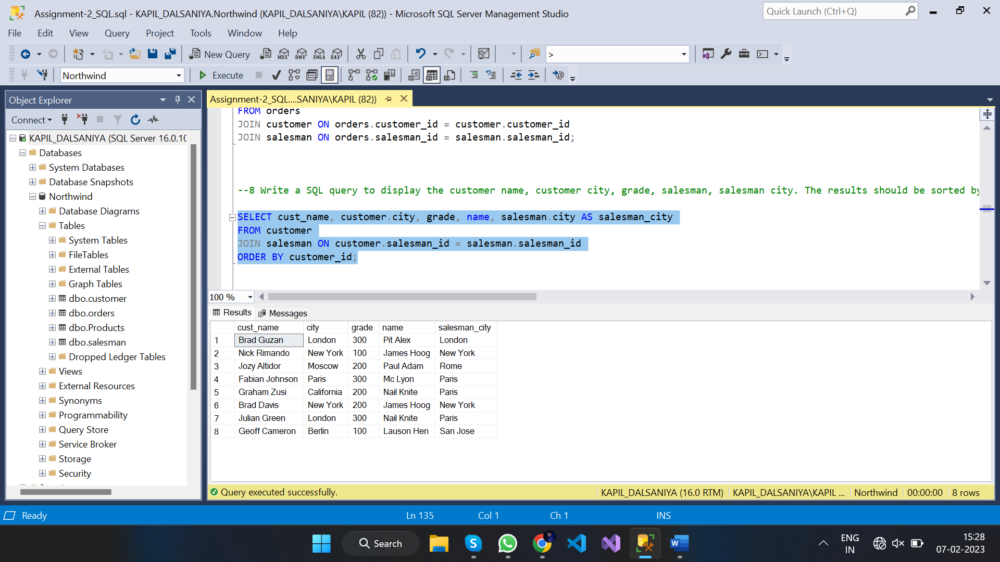 Assignment-2_SQL.sql - KAPIL_DALSANIYA.Northwind (KAPIL_DALSANIYA\KAPIL (82)) - Microsoft SQL Server Management Studio
Quick Launch (Ctrl+Q)
File Edit View Query Project Tools Window Help
New Query MDX DMX XMLA DAX >
Northwind Execute
Object Explorer
Connect
KAPIL_DALSANIYA (SQL Server 16.0.10
Databases
System Databases
Database Snapshots
Northwind
Database Diagrams
Tables
System Tables
FileTables
External Tables
Graph Tables
dbo.customer
dbo.orders
dbo.Products
dbo.salesman
Dropped Ledger Tables
Views
External Resources
Synonyms
Programmability
Query Store
Service Broker
Storage
Security
Assignment-2_SQL....SANIYA\KAPIL (82))
FROM orders
JOIN customer ON orders.customer_id = customer.customer_id
JOIN salesman ON orders.salesman_id = salesman.salesman_id;
--8 Write a SQL query to display the customer name, customer city, grade, salesman, salesman city. The results should be sorted by
SELECT cust_name, customer.city, grade, name, salesman.city AS salesman_city
FROM customer
JOIN salesman ON customer.salesman_id = salesman.salesman_id
ORDER BY customer_id;
100 %
Results Messages
cust_name city grade name salesman_city
1 Brad Guzan London 300 Pit Alex London
2 Nick Rimando New York 100 James Hoog New York
3 Jozy Altidor Moscow 200 Paul Adam Rome
4 Fabian Johnson Paris 300 Mc Lyon Paris
5 Graham Zusi California 200 Nail Knite Paris
6 Brad Davis New York 200 James Hoog New York
7 Julian Green London 300 Nail Knite Paris
8 Geoff Cameron Berlin 100 Lauson Hen San Jose
Query executed successfully. KAPIL_DALSANIYA (16.0 RTM) KAPIL_DALSANIYA\KAPIL ... Northwind 00:00:00 8 rows
Ready Ln 135 Col 1 Ch 1 INS
Search
ENG
IN
15:28
07-02-2023